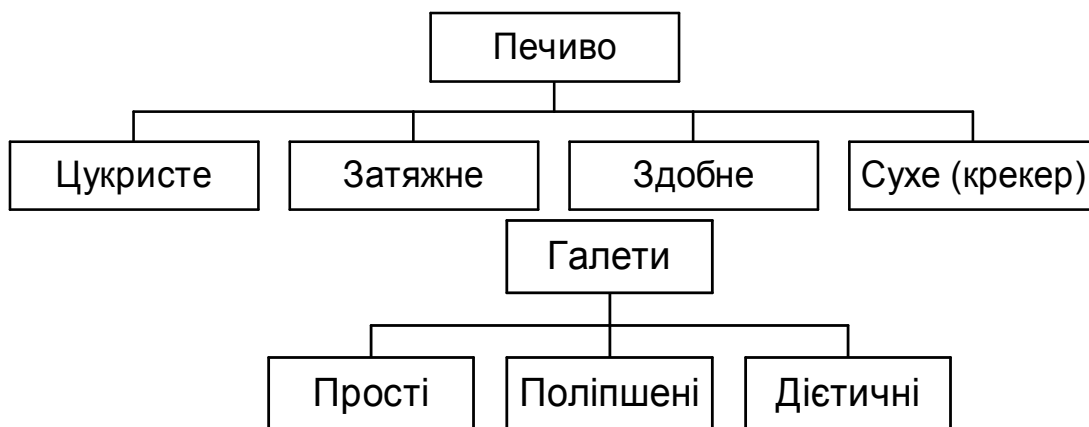 Печиво
Цукристе
Затяжне
Здобне
Сухе (крекер)
Галети
Прості
Поліпшені
Дієтичні